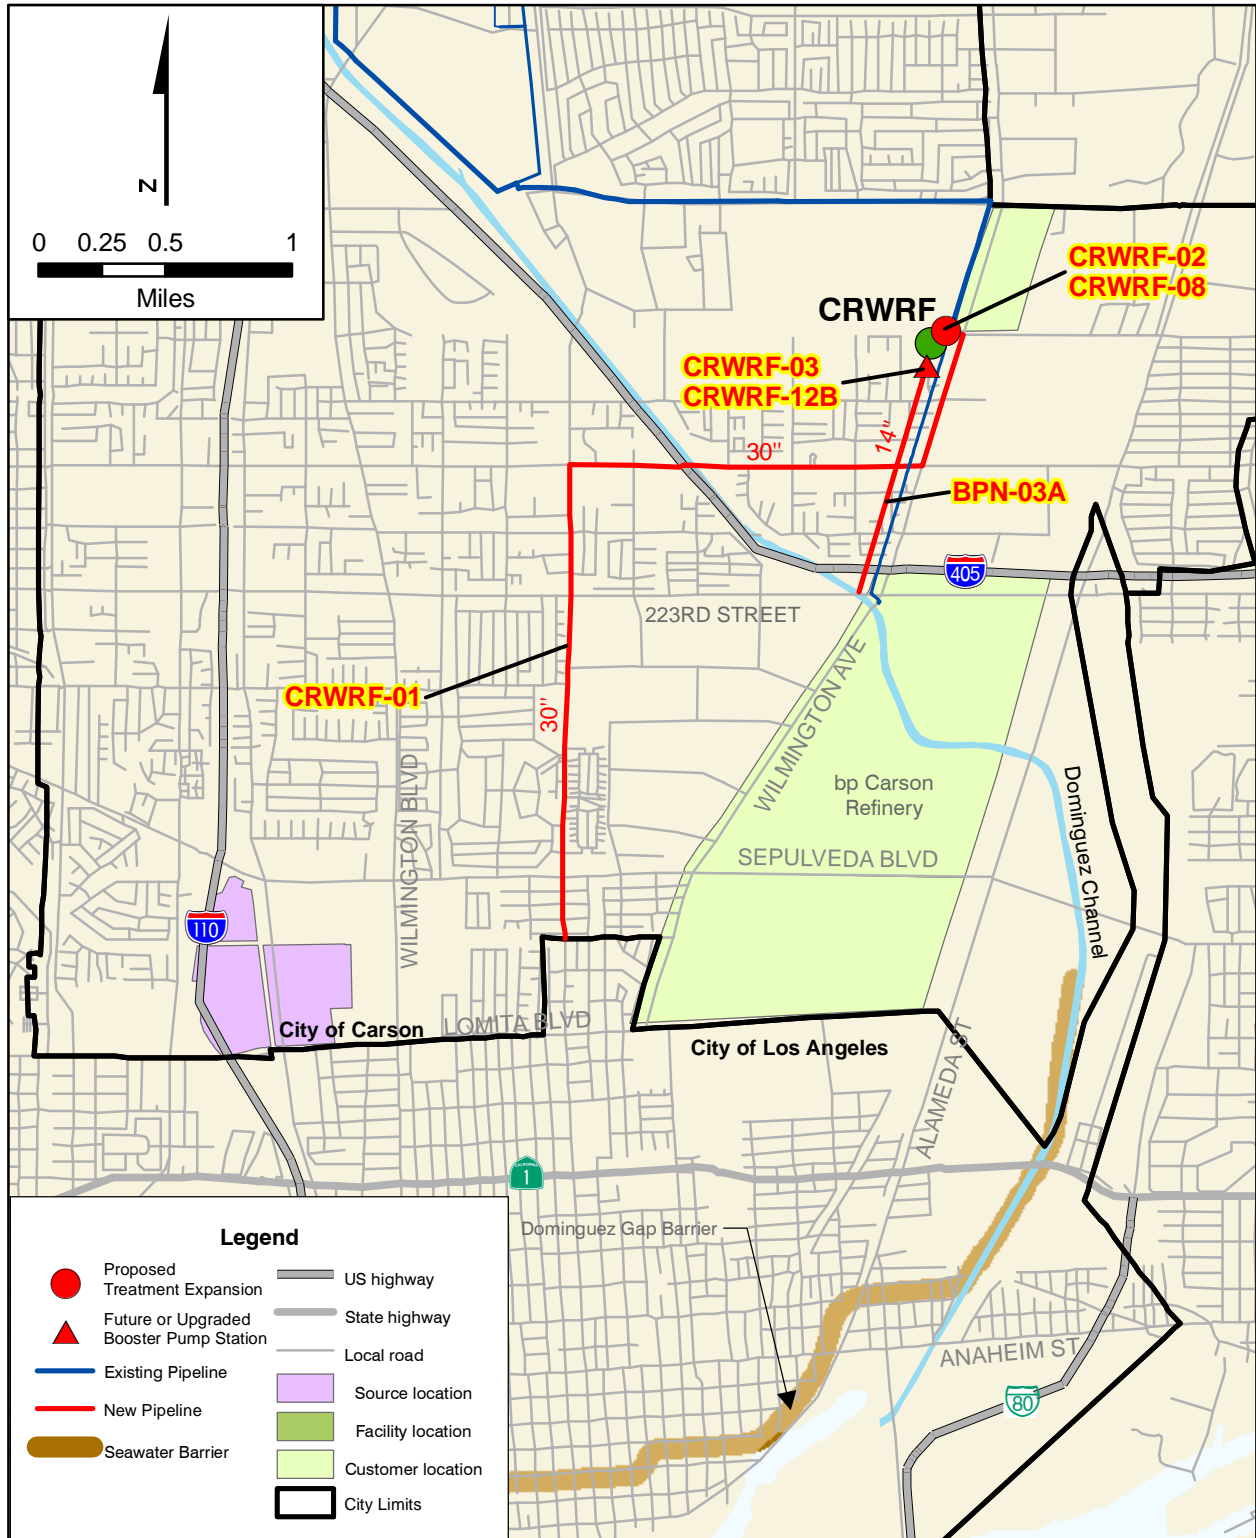 Z
0 0.25 0.5 1
Miles
CRWRF-02
CRWRF-08
CRWRF
CRWRF-03
CRWRF-12B
14"
30"
BPN-03A
405
223RD STREET
WILMINGTON AVE
CRWRF-01
30"
WILMINGTON BLVD
bp Carson
Refinery
Dominguez Channel
SEPULVEDA BLVD
110
City of Carson
LOMITA BLVD
City of Los Angeles
ALAMEDA ST
CALIFORNIA
1
Dominguez Gap Barrier
ANAHEIM ST
80
Legend
Proposed
Treatment Expansion
Future or Upgraded
Booster Pump Station
Existing Pipeline
New Pipeline
Seawater Barrier
US highway
State highway
Local road
Source location
Facility location
Customer location
City Limits